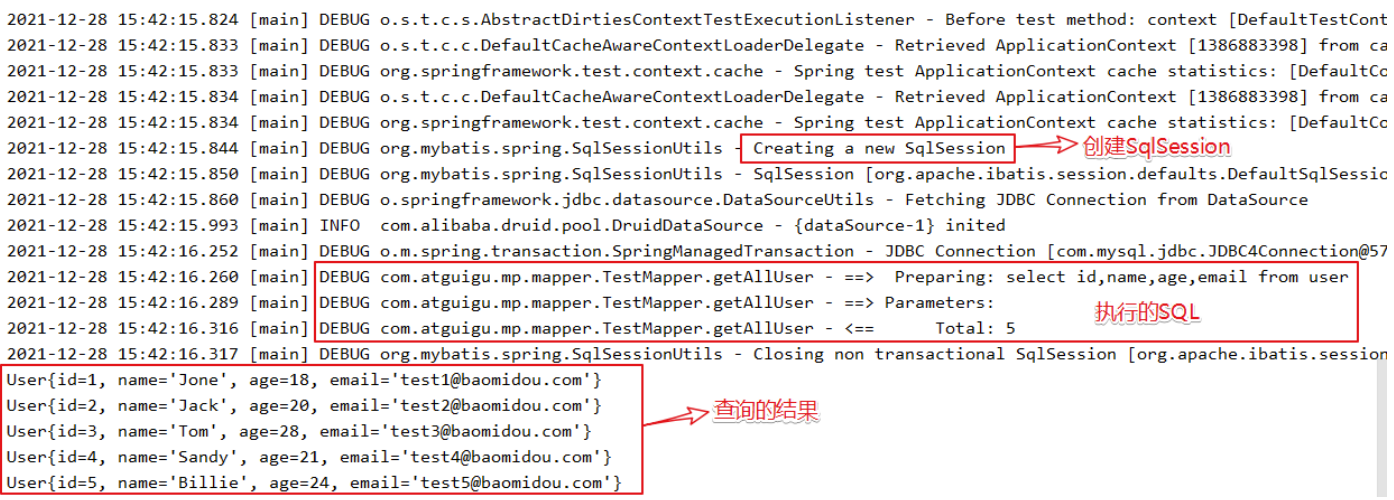 2021-12-28 15:42:15.824 [main] DEBUG o.s.t.c.s.AbstractDirtiesContextTestExecutionListener - Before test method: context [DefaultTestCont
2021-12-28 15:42:15.833 [main] DEBUG o.s.t.c.c.DefaultCacheAwareContextLoaderDelegate - Retrieved ApplicationContext [1386883398] from ca
2021-12-28 15:42:15.833 [main] DEBUG org.springframework.test.context.cache - Spring test ApplicationContext cache statistics: [DefaultCo
2021-12-28 15:42:15.834 [main] DEBUG o.s.t.c.c.DefaultCacheAwareContextLoaderDelegate - Retrieved ApplicationContext [1386883398] from ca
2021-12-28 15:42:15.834 [main] DEBUG org.springframework.test.context.cache - Spring test ApplicationContext cache statistics: [DefaultCo
2021-12-28 15:42:15.844 [main] DEBUG org.mybatis.spring.SqlSessionUtils - Creating a new SqlSession 创建SqlSession
2021-12-28 15:42:15.850 [main] DEBUG org.mybatis.spring.SqlSessionUtils - SqlSession [org.apache.ibatis.session.defaults.DefaultSqlSessio
2021-12-28 15:42:15.860 [main] DEBUG o.springframework.jdbc.datasource.DataSourceUtils - Fetching JDBC Connection from DataSource
2021-12-28 15:42:15.993 [main] INFO  com.alibaba.druid.pool.DruidDataSource - {dataSource-1} inited
2021-12-28 15:42:16.252 [main] DEBUG o.m.spring.transaction.SpringManagedTransaction - JDBC Connection [com.mysql.jdbc.JDBC4Connection@57
2021-12-28 15:42:16.260 [main] DEBUG com.atguigu.mp.mapper.TestMapper.getAllUser - ==>  Preparing: select id,name,age,email from user
2021-12-28 15:42:16.289 [main] DEBUG com.atguigu.mp.mapper.TestMapper.getAllUser - ==> Parameters:
执行的SQL
2021-12-28 15:42:16.316 [main] DEBUG com.atguigu.mp.mapper.TestMapper.getAllUser - <==      Total: 5
2021-12-28 15:42:16.317 [main] DEBUG org.mybatis.spring.SqlSessionUtils - Closing non transactional SqlSession [org.apache.ibatis.session
User{id=1, name='Jone', age=18, email='test1@baomidou.com'}
User{id=2, name='Jack', age=20, email='test2@baomidou.com'}
查询的结果
User{id=3, name='Tom', age=28, email='test3@baomidou.com'}
User{id=4, name='Sandy', age=21, email='test4@baomidou.com'}
User{id=5, name='Billie', age=24, email='test5@baomidou.com'}